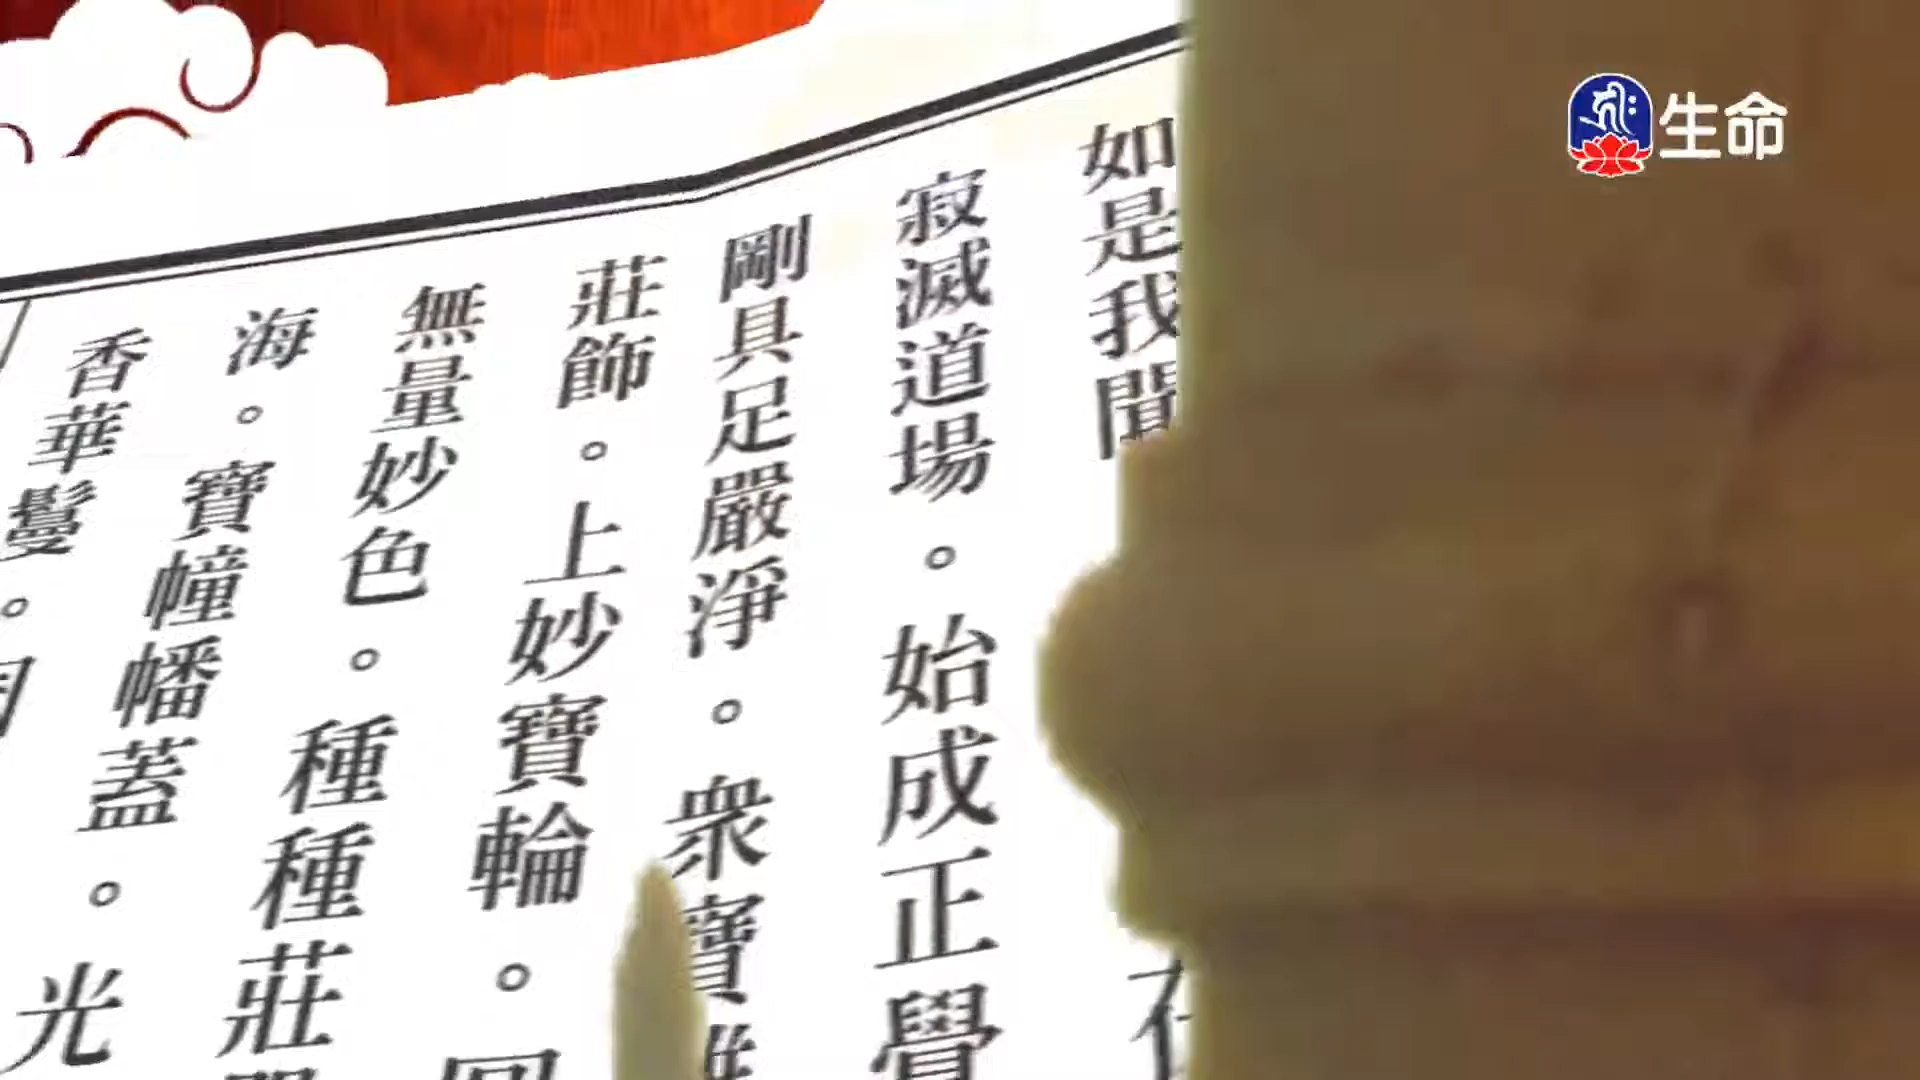 生命
如是我聞
寂滅道場。始成正覺
剛具足嚴淨。衆寶雜
莊飾。上妙寶輪。
無量妙色。種種莊
海。寶幢幡蓋。光
香華鬘。